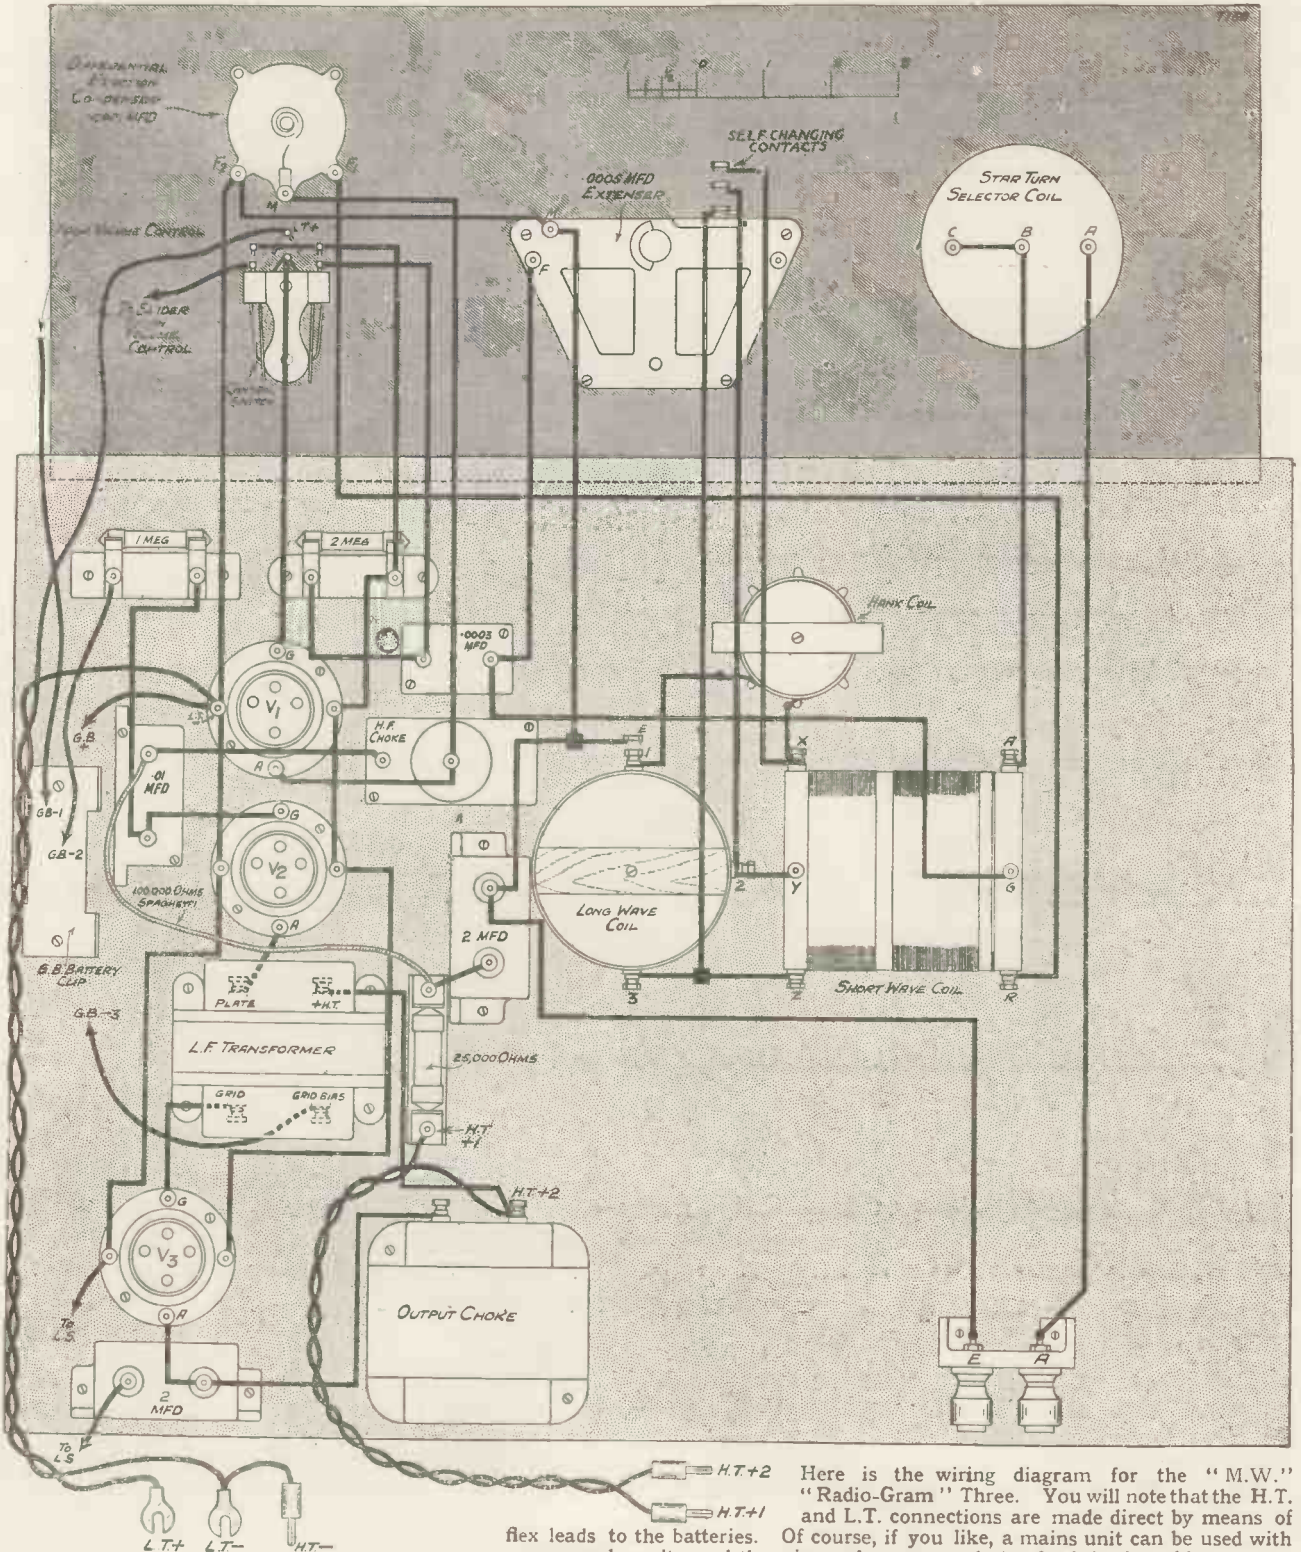 SELF CHANGING
CONTACTS
.0005 MFD
EXTENSER
STAR TURN
SELECTOR COIL
C
B
A
M
M
F
LT+
VOLUME CONTROL
CONTROL
1 MEG
2 MEG
HANK COIL
.0003
MFD
G
V1
A
G.B
+
H.F.
CHOKE
E
1
X
A
.01
MFD
GB-1
G.B.-2
G
V2
A
100,000 OHMS
SPAGHETTI
G.B. BATTERY
CLIP
2 MFD
LONG WAVE
COIL
2
Y
G
3
Z
R
SHORT WAVE COIL
PLATE
+H.T.
G.B.-3
L.F. TRANSFORMER
25,000 OHMS
GRID
GRID BIAS
H.T
+1
H.T.+2
G
V3
A
TO
L.S.
OUTPUT CHOKE
E
A
2
MFD
TO
L.S
H.T.+2
H.T.+1
L.T.+
L.T.-
H.T.-
Here is the wiring diagram for the "M.W."
"Radio-Gram" Three. You will note that the H.T.
and L.T. connections are made direct by means of
flex leads to the batteries. Of course, if you like, a mains unit can be used with